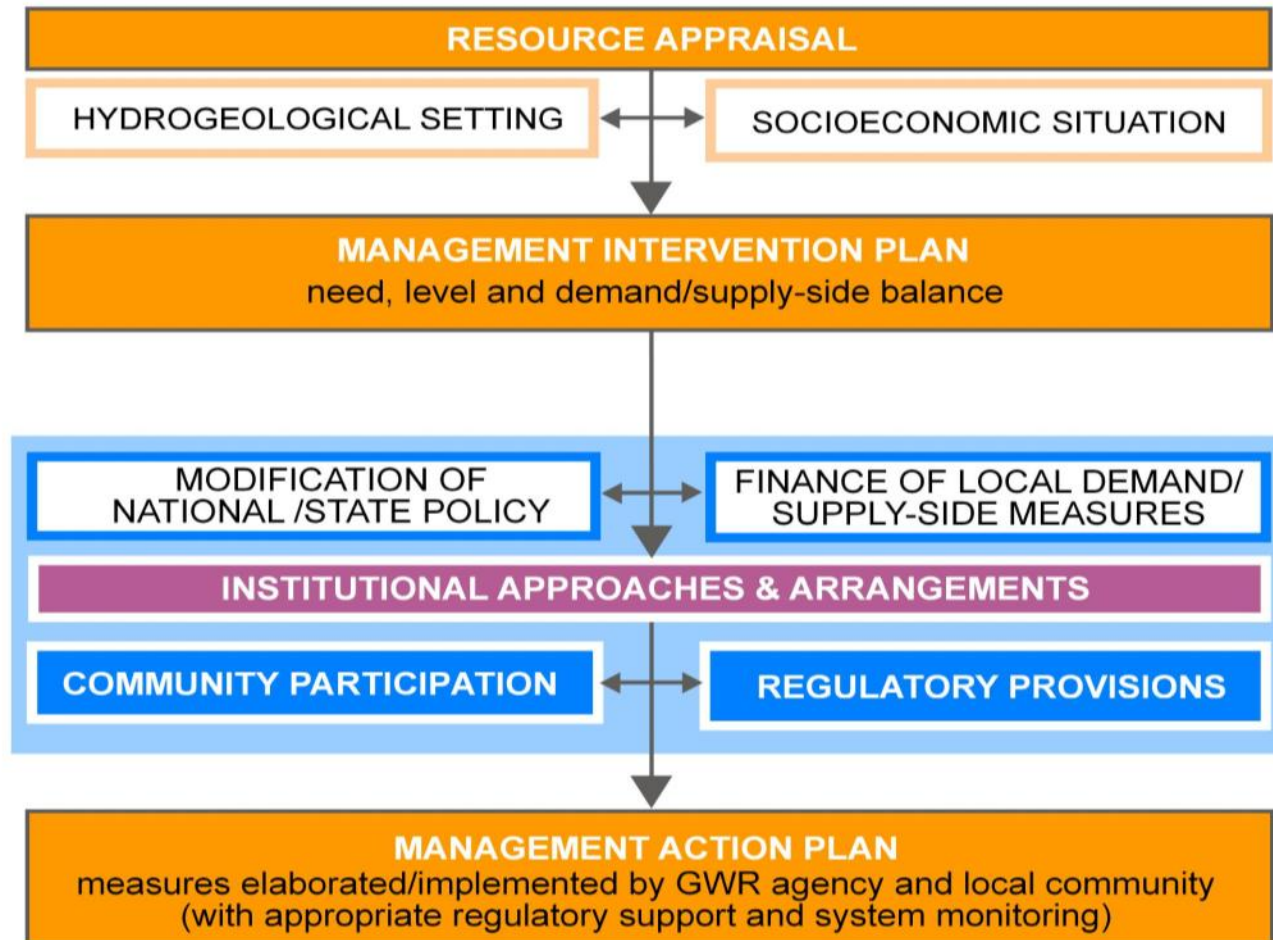 RESOURCE APPRAISAL
HYDROGEOLOGICAL SETTING
SOCIOECONOMIC SITUATION
MANAGEMENT INTERVENTION PLAN
need, level and demand/supply-side balance
MODIFICATION OF
NATIONAL /STATE POLICY
FINANCE OF LOCAL DEMAND/
SUPPLY-SIDE MEASURES
INSTITUTIONAL APPROACHES & ARRANGEMENTS
COMMUNITY PARTICIPATION
REGULATORY PROVISIONS
MANAGEMENT ACTION PLAN
measures elaborated/implemented by GWR agency and local community
(with appropriate regulatory support and system monitoring)